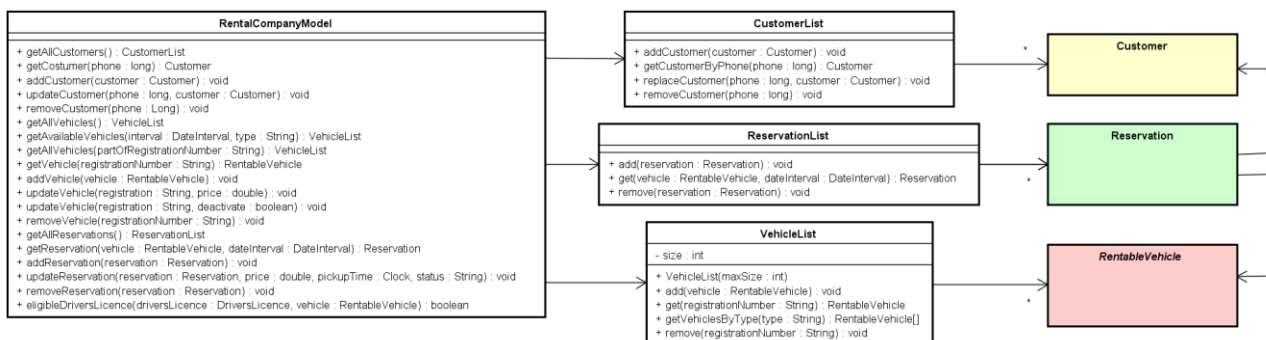 RentalCompanyModel
+ getAllCustomers() : CustomerList
+ getCostumer(phone : long) : Customer
+ addCustomer(customer : Customer) : void
+ updateCustomer(phone : long, customer : Customer) : void
+ removeCustomer(phone : Long) : void
+ getAllVehicles() : VehicleList
+ getAvailableVehicles(interval : DateInterval, type : String) : VehicleList
+ getAllVehicles(partOfRegistrationNumber : String) : VehicleList
+ getVehicle(registrationNumber : String) : RentableVehicle
+ addVehicle(vehicle : RentableVehicle) : void
+ updateVehicle(registration : String, price : double) : void
+ updateVehicle(registration : String, deactivate : boolean) : void
+ removeVehicle(registrationNumber : String) : void
+ getAllReservations() : ReservationList
+ getReservation(vehicle : RentableVehicle, dateInterval : DateInterval) : Reservation
+ addReservation(reservation : Reservation) : void
+ updateReservation(reservation : Reservation, price : double, pickupTime : Clock, status : String) : void
+ removeReservation(reservation : Reservation) : void
+ eligibleDriversLicence(driversLicence : DriversLicence, vehicle : RentableVehicle) : boolean
CustomerList
+ addCustomer(customer : Customer) : void
+ getCustomerByPhone(phone : long) : Customer
+ replaceCustomer(phone : long, customer : Customer) : void
+ removeCustomer(phone : long) : void
*
Customer
ReservationList
+ add(reservation : Reservation) : void
+ get(vehicle : RentableVehicle, dateInterval : DateInterval) : Reservation
+ remove(reservation : Reservation) : void
*
Reservation
VehicleList
- size : int
+ VehicleList(maxSize : int)
+ add(vehicle : RentableVehicle) : void
+ get(registrationNumber : String) : RentableVehicle
+ getVehiclesByType(type : String) : RentableVehicle[]
+ remove(registrationNumber : String) : void
*
RentableVehicle